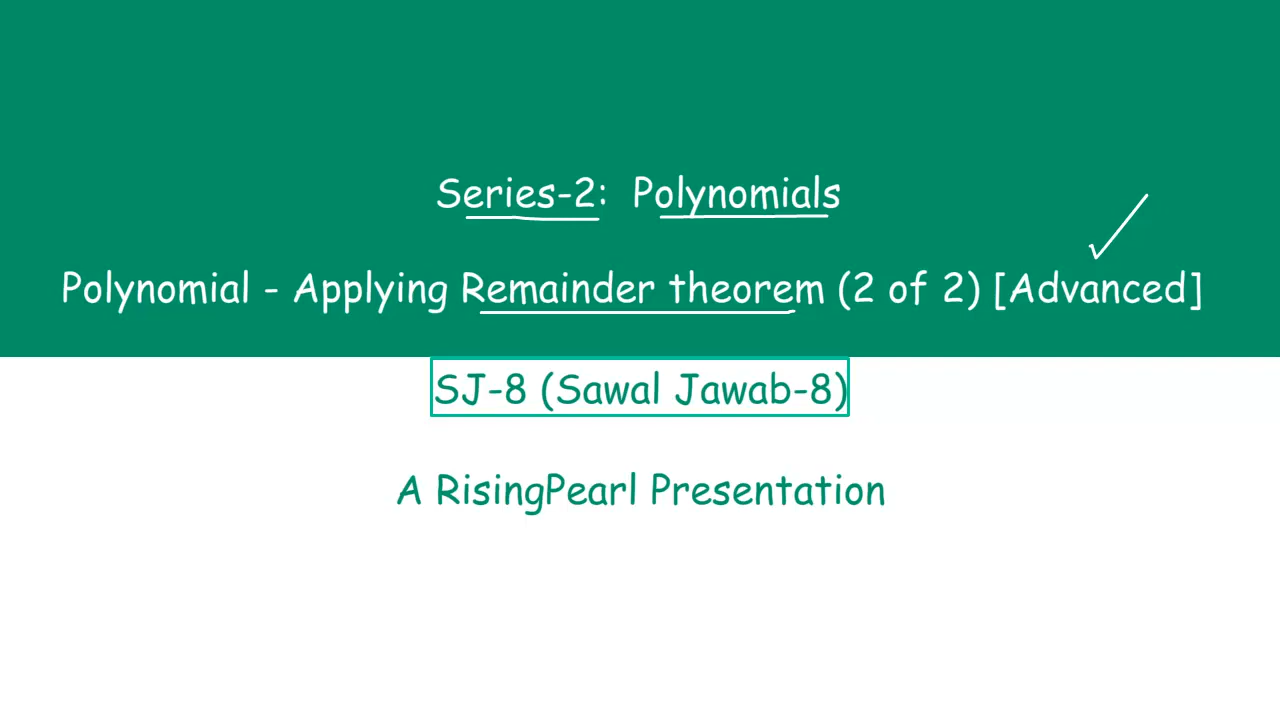 Series-2: Polynomials
Polynomial - Applying Remainder theorem (2 of 2) [Advanced]
SJ-8 (Sawal Jawab-8)
A RisingPearl Presentation